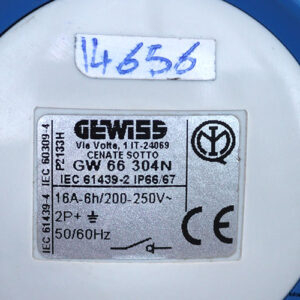 14656
GEWISS
Via Volta, 1 IT-24069
CENATE SOTTO
GW 66 304N
IEC 61439-2 IP66/67
16A-6h/200-250V~
2P+
50/60Hz
CE
IEC 61439-4 IEC 60309-4
P2133H